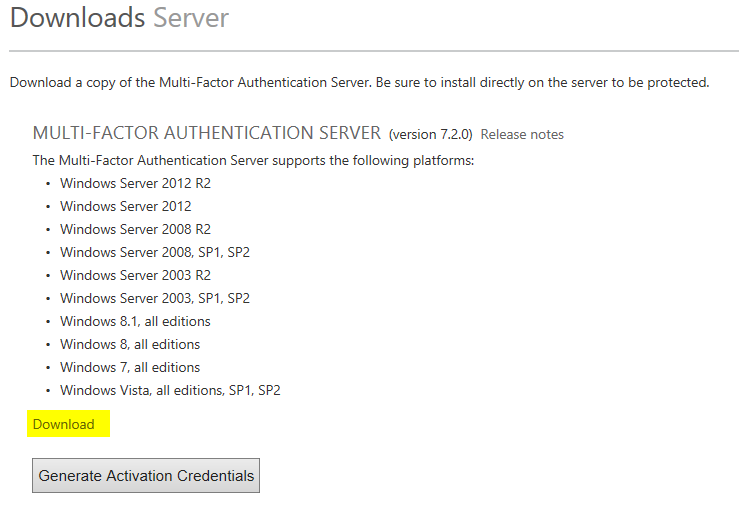 Downloads Server
Download a copy of the Multi-Factor Authentication Server. Be sure to install directly on the server to be protected.
MULTI-FACTOR AUTHENTICATION SERVER (version 7.2.0) Release notes
The Multi-Factor Authentication Server supports the following platforms:
• Windows Server 2012 R2
• Windows Server 2012
• Windows Server 2008 R2
• Windows Server 2008, SP1, SP2
• Windows Server 2003 R2
• Windows Server 2003, SP1, SP2
• Windows 8.1, all editions
• Windows 8, all editions
• Windows 7, all editions
• Windows Vista, all editions, SP1, SP2
Download
Generate Activation Credentials